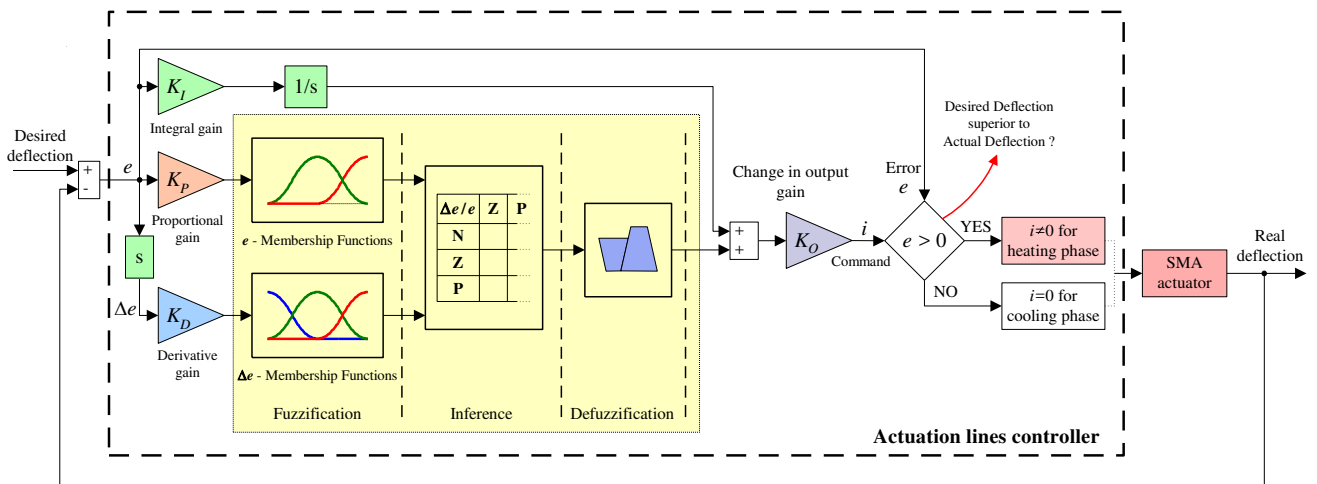 Desired
deflection
+
-
e
K_I
Integral gain
1/s
K_P
Proportional
gain
s
Δe
K_D
Derivative
gain
e - Membership Functions
Δe - Membership Functions
Fuzzification
Δe/e Z P
N
Z
P
Inference
Defuzzification
+
+
Change in output
gain
K_O
i
Command
Error
e
Desired Deflection
superior to
Actual Deflection ?
e > 0
YES
NO
i≠0 for
heating phase
i=0 for
cooling phase
SMA
actuator
Real
deflection
Actuation lines controller